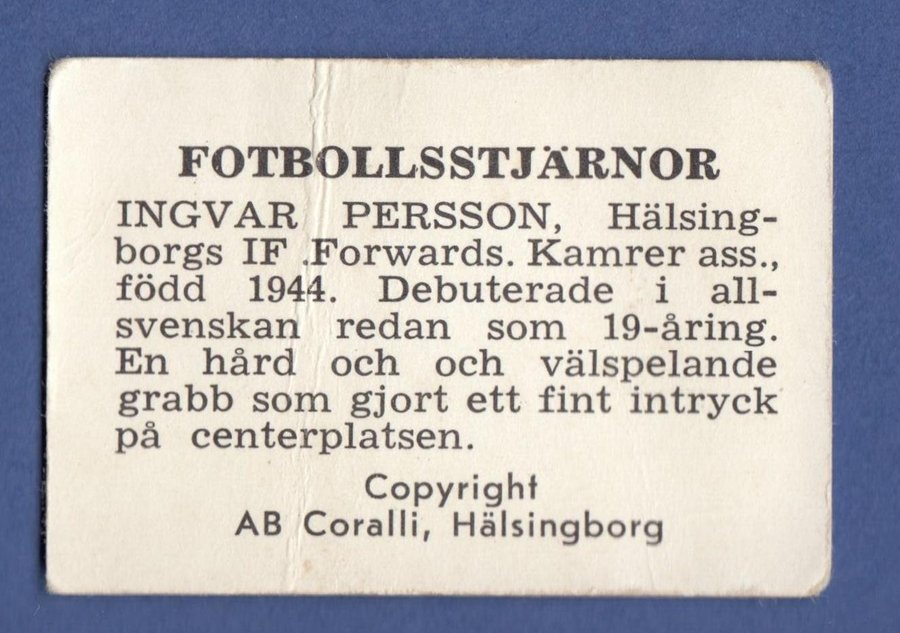 FOTBOLLSSTJÄRNOR
INGVAR PERSSON, Hälsing-
borgs IF .Forwards. Kamrer ass.,
född 1944. Debuterade i all-
svenskan redan som 19-åring.
En hård och och välspelande
grabb som gjort ett fint intryck
på centerplatsen.
Copyright
AB Coralli, Hälsingborg